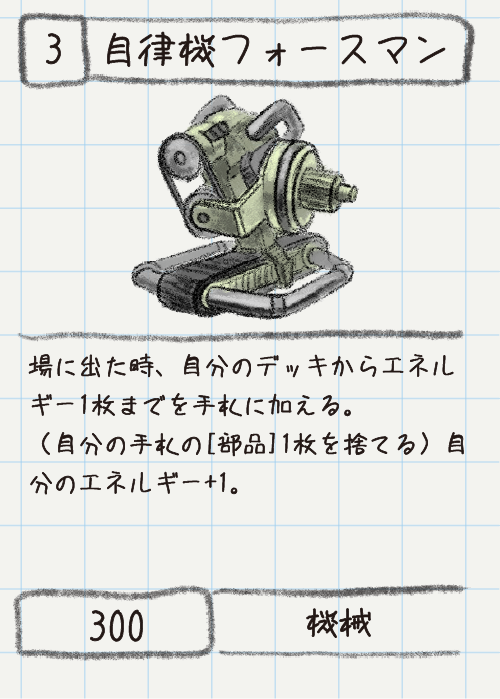 3 自律機フォースマン
場に出た時、自分のデッキからエネル
ギー1枚までを手札に加える。
（自分の手札の[部品]1枚を捨てる）自
分のエネルギー+1。
300 機械